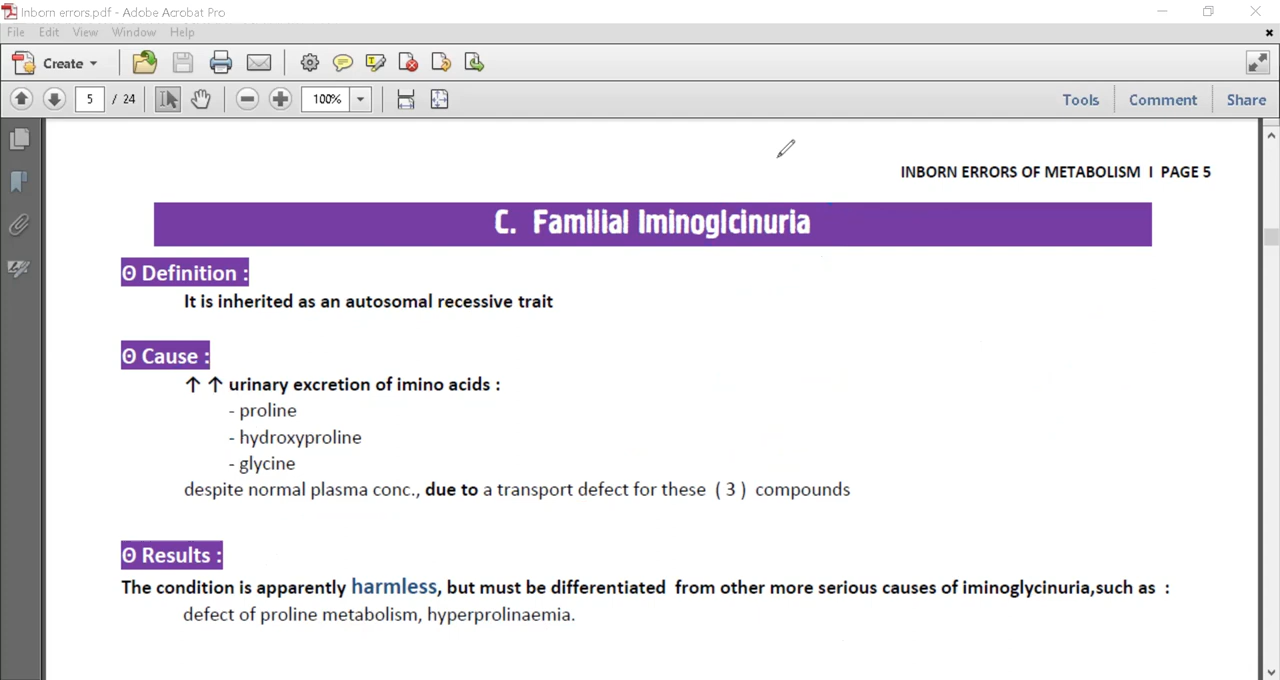 Inborn errors.pdf - Adobe Acrobat Pro
File Edit View Window Help
Create
5 / 24 100% Tools Comment Share
INBORN ERRORS OF METABOLISM I PAGE 5
C. Familial Iminoglcinuria
ʘ Definition :
It is inherited as an autosomal recessive trait
ʘ Cause :
↑ ↑ urinary excretion of imino acids :
- proline
- hydroxyproline
- glycine
despite normal plasma conc., due to a transport defect for these ( 3 ) compounds
ʘ Results :
The condition is apparently harmless, but must be differentiated from other more serious causes of iminoglycinuria,such as :
defect of proline metabolism, hyperprolinaemia.